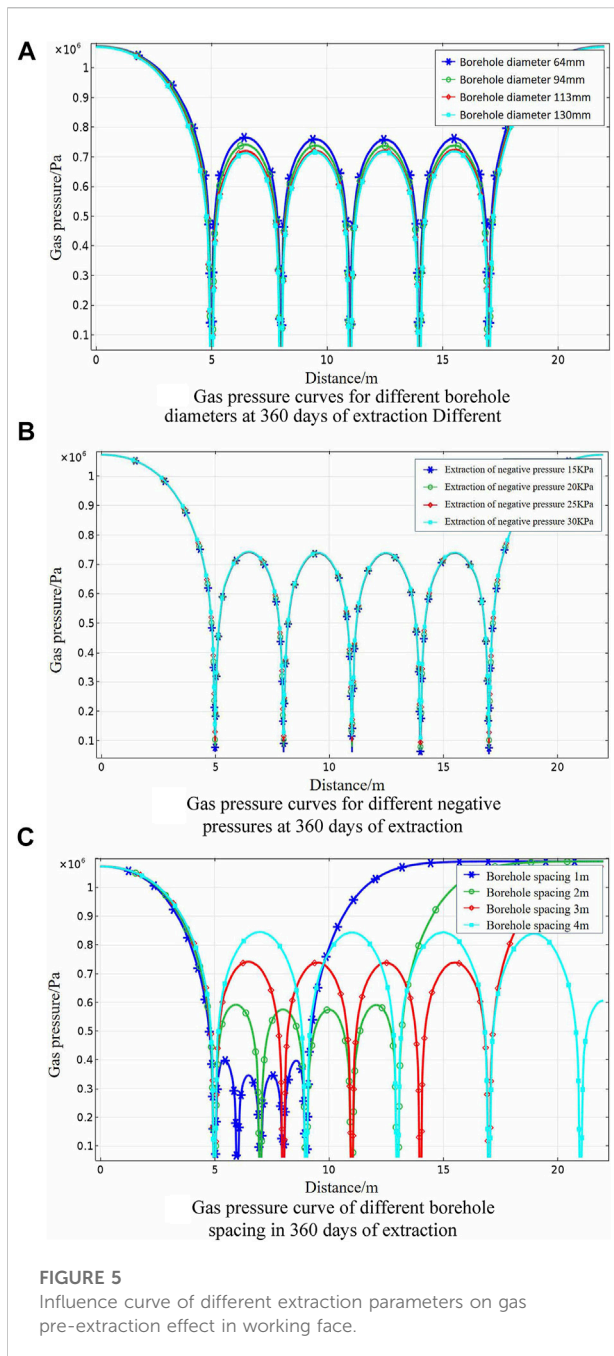 A
×10⁶
1
0.9
0.8
0.7
0.6
0.5
0.4
0.3
0.2
0.1
Gas pressure/Pa
Borehole diameter 64mm
Borehole diameter 94mm
Borehole diameter 113mm
Borehole diameter 130mm
0 5 10 15 20
Distance/m
Gas pressure curves for different borehole
diameters at 360 days of extraction Different
B
×10⁶
1
0.9
0.8
0.7
0.6
0.5
0.4
0.3
0.2
0.1
Gas pressure/Pa
Extraction of negative pressure 15KPa
Extraction of negative pressure 20KPa
Extraction of negative pressure 25KPa
Extraction of negative pressure 30KPa
0 5 10 15 20
Distance/m
Gas pressure curves for different negative
pressures at 360 days of extraction
C
×10⁶
1
0.9
0.8
0.7
0.6
0.5
0.4
0.3
0.2
0.1
Gas pressure/Pa
Borehole spacing 1m
Borehole spacing 2m
Borehole spacing 3m
Borehole spacing 4m
0 5 10 15 20
Distance/m
Gas pressure curve of different borehole
spacing in 360 days of extraction
FIGURE 5
Influence curve of different extraction parameters on gas
pre-extraction effect in working face.